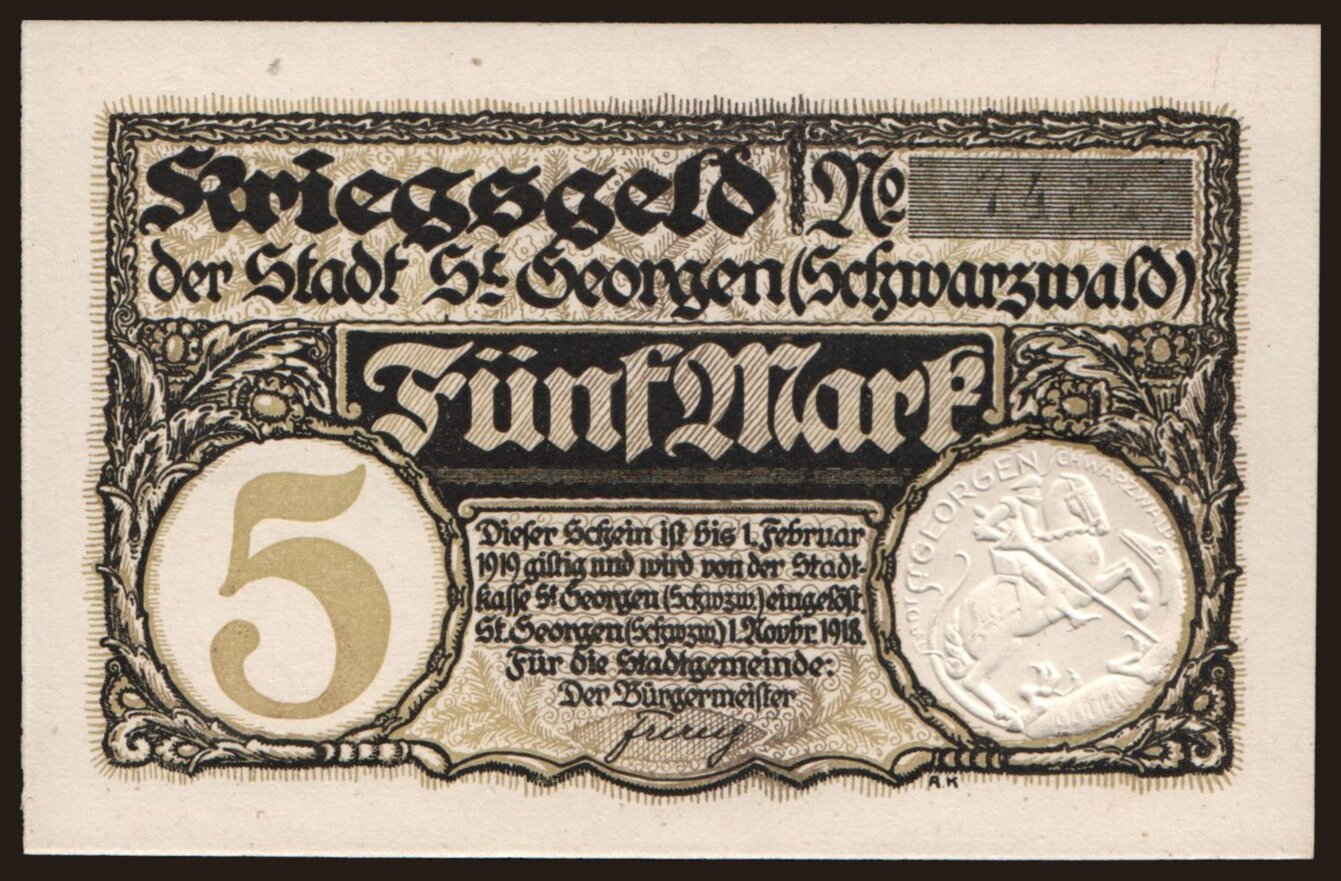 Kriegsgeld No
der Stadt St. Georgen (Schwarzwald)
Fünf Mark
5
Dieser Schein ist bis 1. Februar
1919 gültig und wird von der Stadt-
kasse St. Georgen (Schwzw.) eingelöst.
St. Georgen (Schwzw) 1. Novbr. 1918.
Für die Stadtgemeinde:
Der Bürgermeister
STADT ST. GEORGEN SCHWARZWALD
A.K